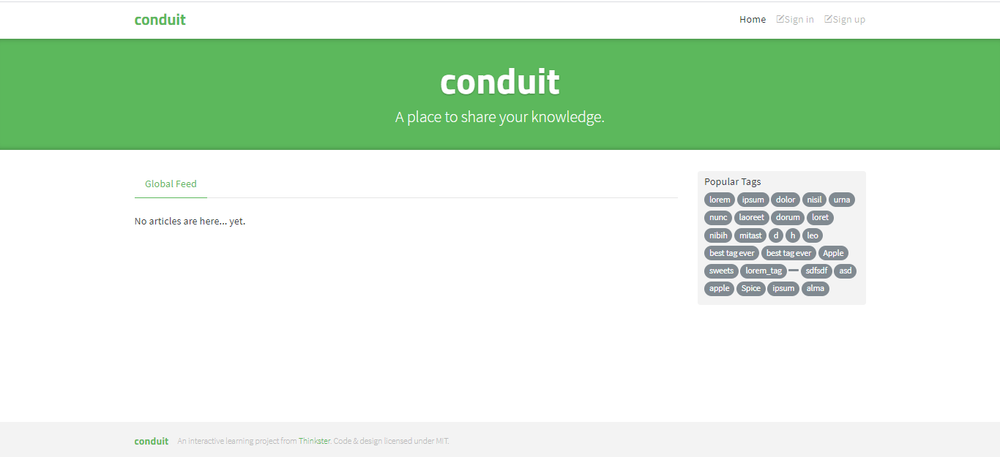 conduit
Home Sign in Sign up
conduit
A place to share your knowledge.
Global Feed
No articles are here... yet.
Popular Tags
lorem ipsum dolor nisil urna
nunc laoreet dorum loret
nibih mitast d h leo
best tag ever best tag ever Apple
sweets lorem_tag sdfsdf asd
apple Spice ipsum alma
conduit An interactive learning project from Thinkster. Code & design licensed under MIT.